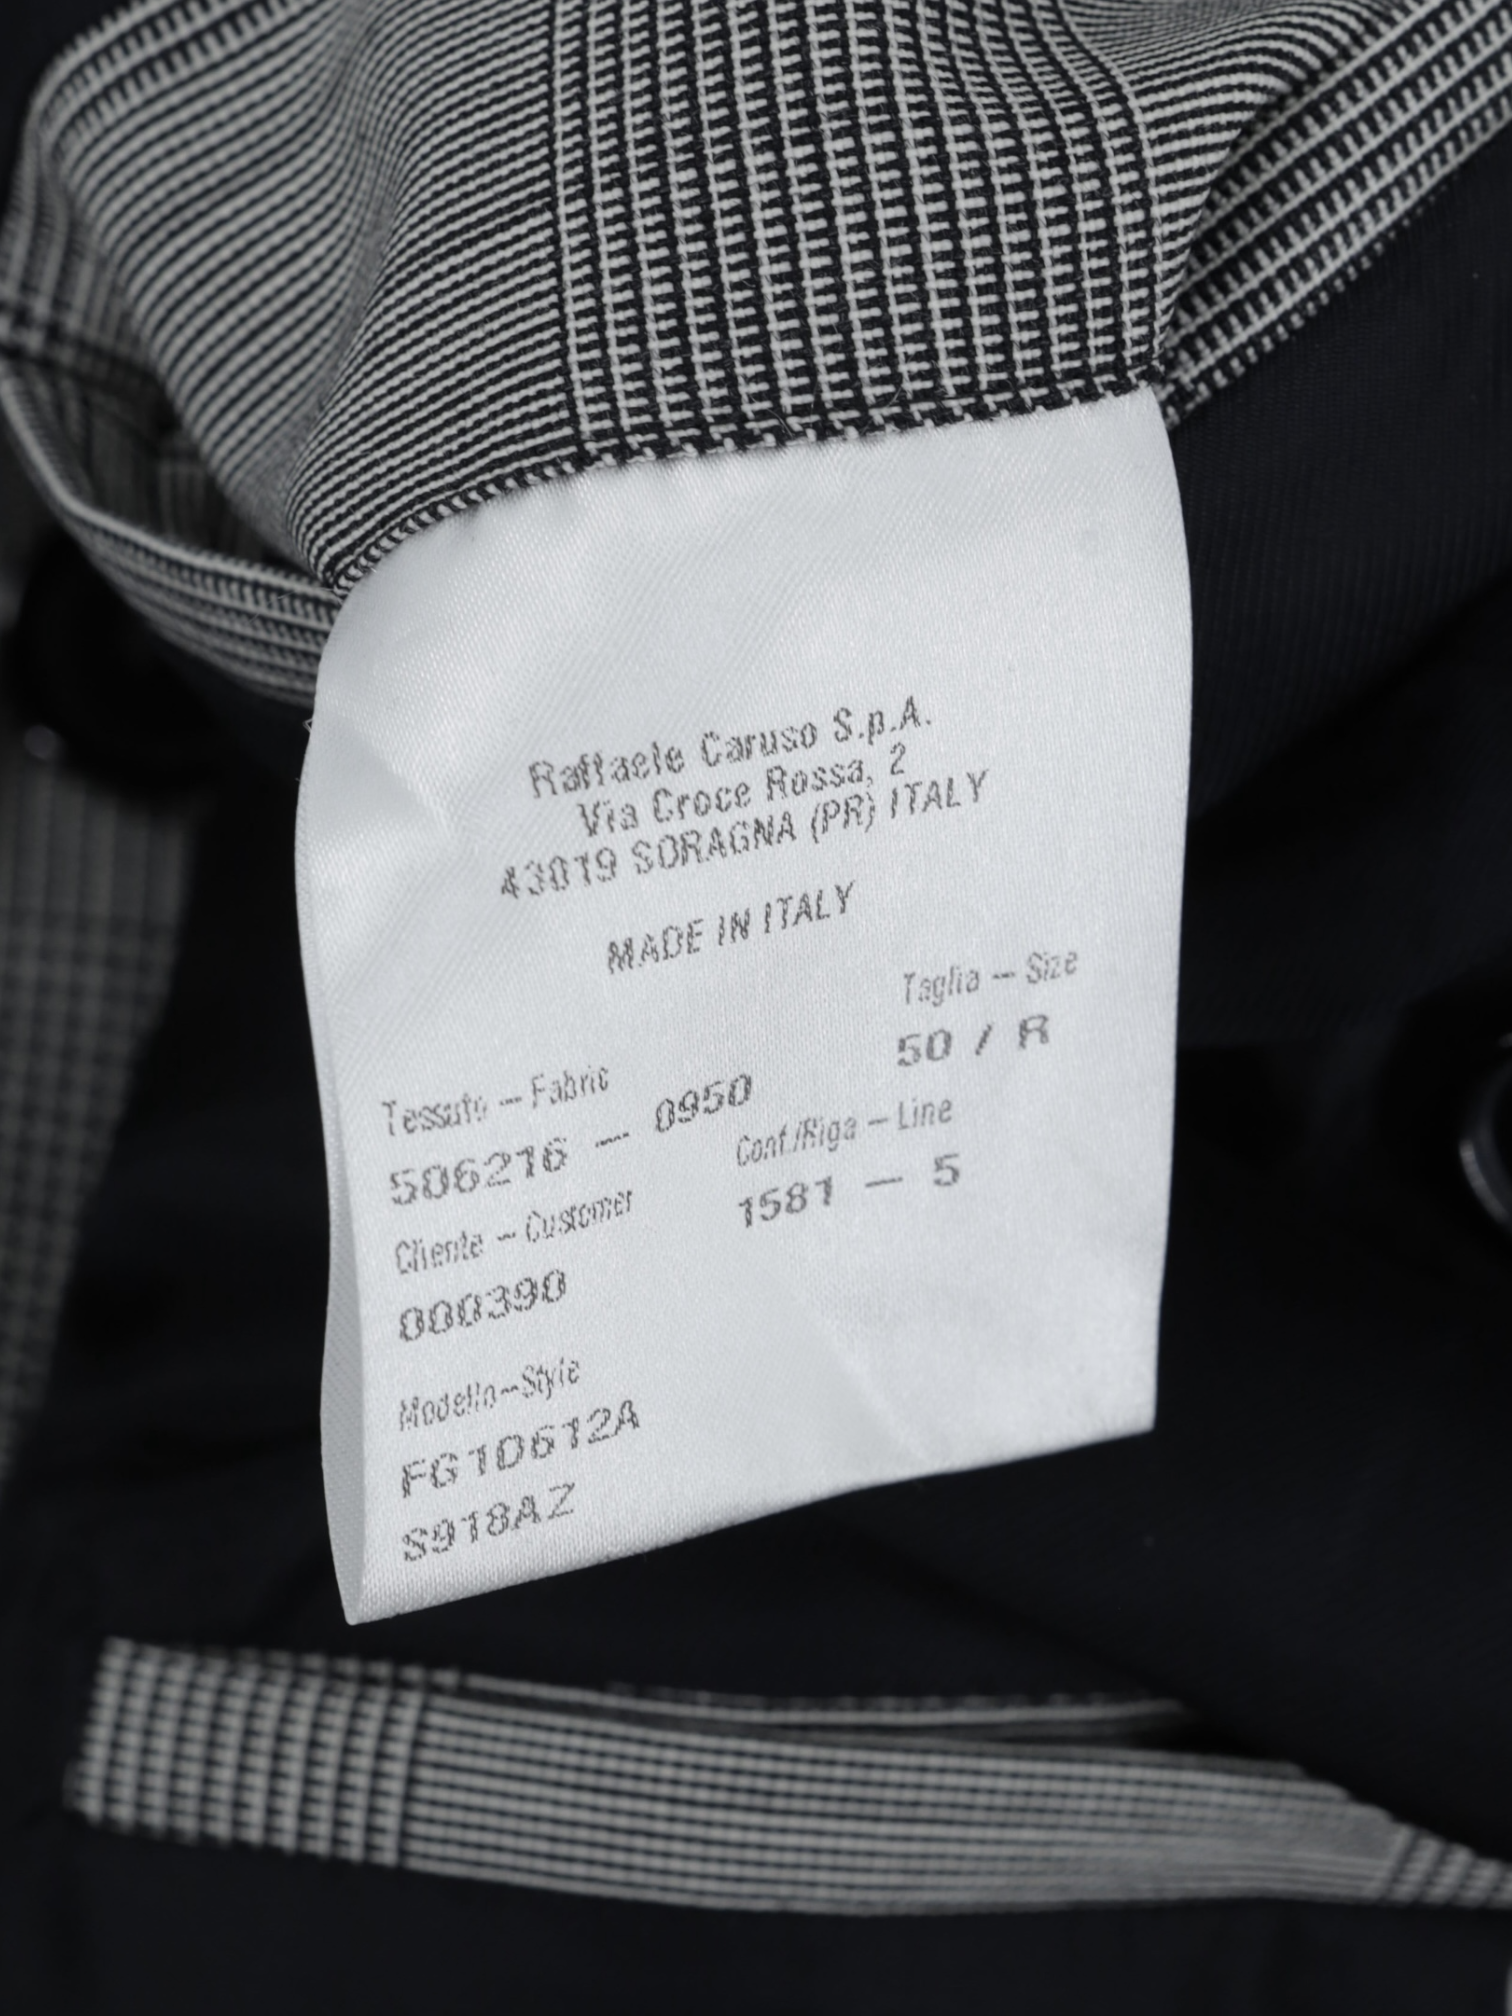 Raffaele Caruso S.p.A.
Via Croce Rossa, 2
43019 SORAGNA (PR) ITALY
MADE IN ITALY
Taglia - Size
50 / R
Tessuto - Fabric
506216 - 0950
Conf./Riga - Line
1581 - 5
Cliente - Customer
000390
Modello-Style
FG10612A
S918AZ